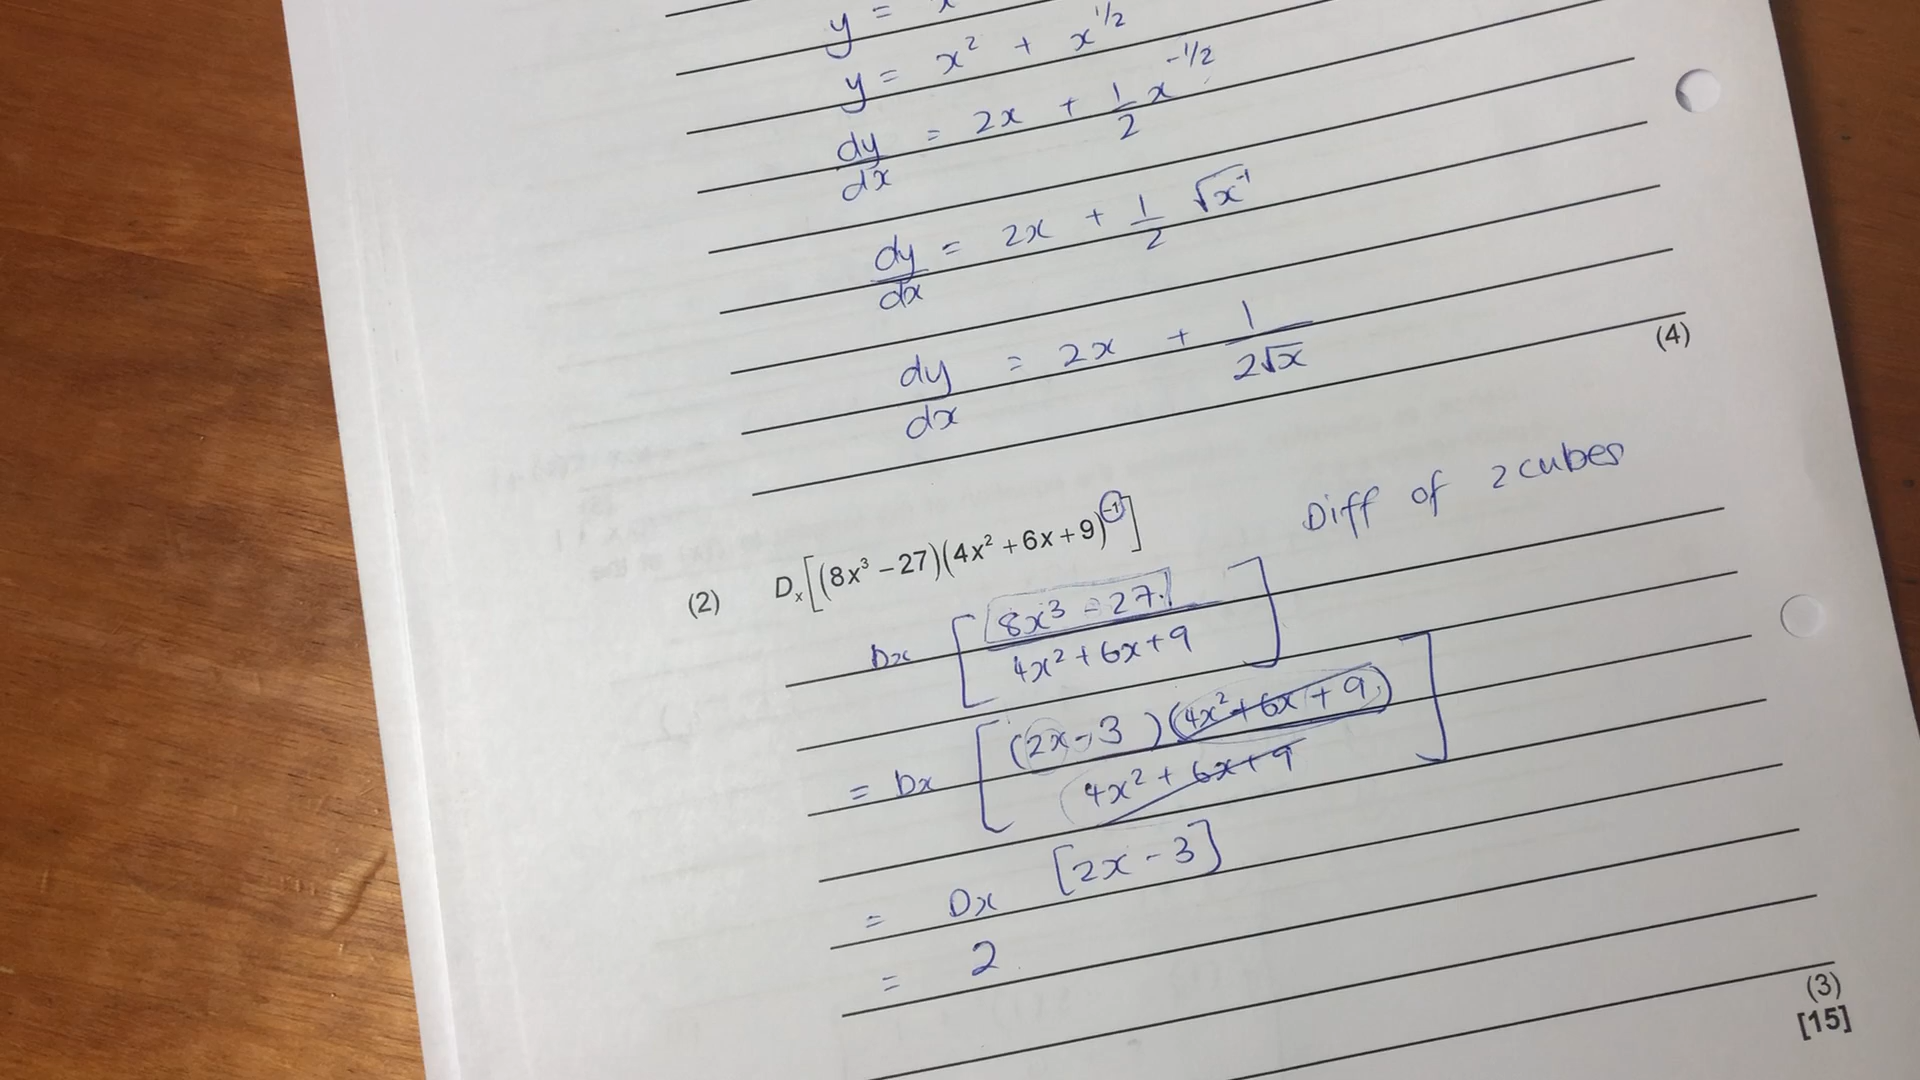 y = x
y = x² + x^1/2
dy/dx = 2x + 1/2 x^-1/2
dy/dx = 2x + 1/2 √x^-1
dy/dx = 2x + 1/2√x
(4)
(2) Dx[(8x³ − 27)(4x² + 6x + 9)^-1] Diff of 2 cubes
Dx [8x³ - 27 / 4x² + 6x + 9]
= Dx [(2x - 3)(4x² + 6x + 9) / 4x² + 6x + 9]
= Dx [2x - 3]
= 2
(3)
[15]